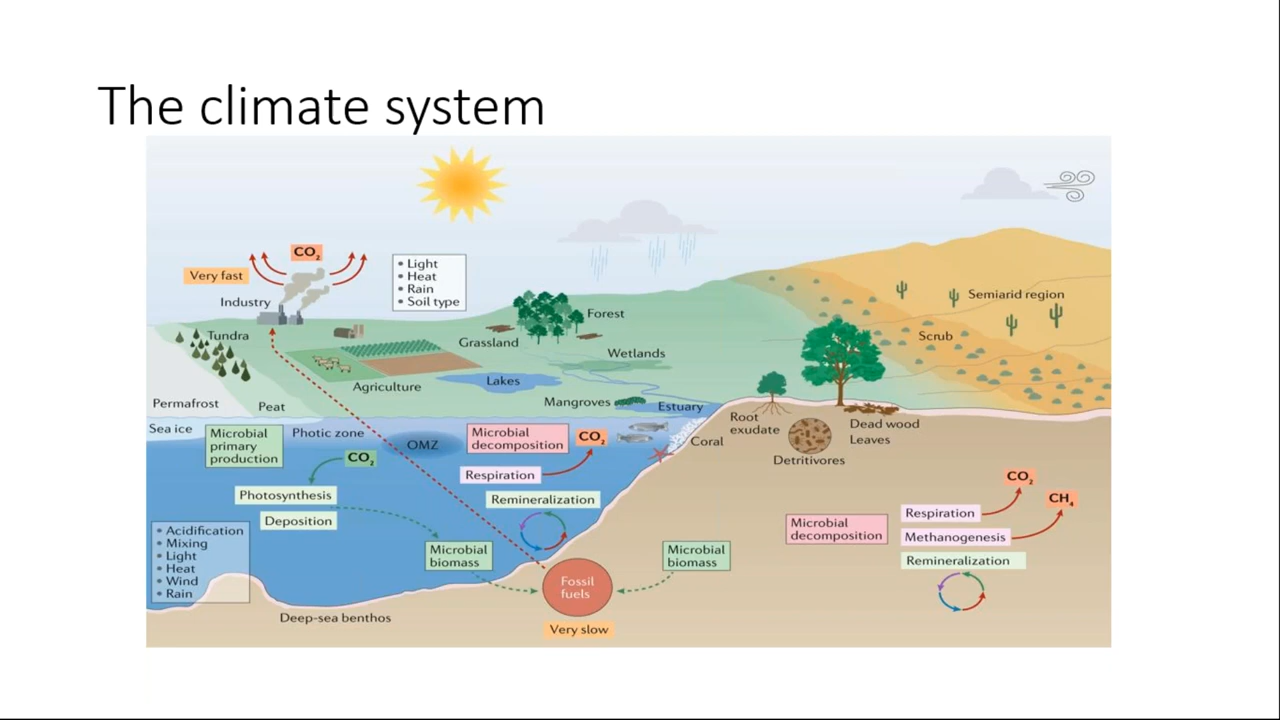 The climate system
CO₂
Very fast
Industry
• Light
• Heat
• Rain
• Soil type
Tundra
Forest
Grassland
Wetlands
Agriculture
Lakes
Mangroves
Estuary
Permafrost
Peat
Semiarid region
Scrub
Sea ice
Microbial
primary
production
Photic zone
OMZ
CO₂
Photosynthesis
Deposition
Microbial
decomposition
CO₂
Respiration
Remineralization
Coral
Root
exudate
Dead wood
Leaves
Detritivores
• Acidification
• Mixing
• Light
• Heat
• Wind
• Rain
Microbial
biomass
Fossil
fuels
Very slow
Microbial
biomass
Deep-sea benthos
Microbial
decomposition
Respiration
CO₂
Methanogenesis
CH₄
Remineralization